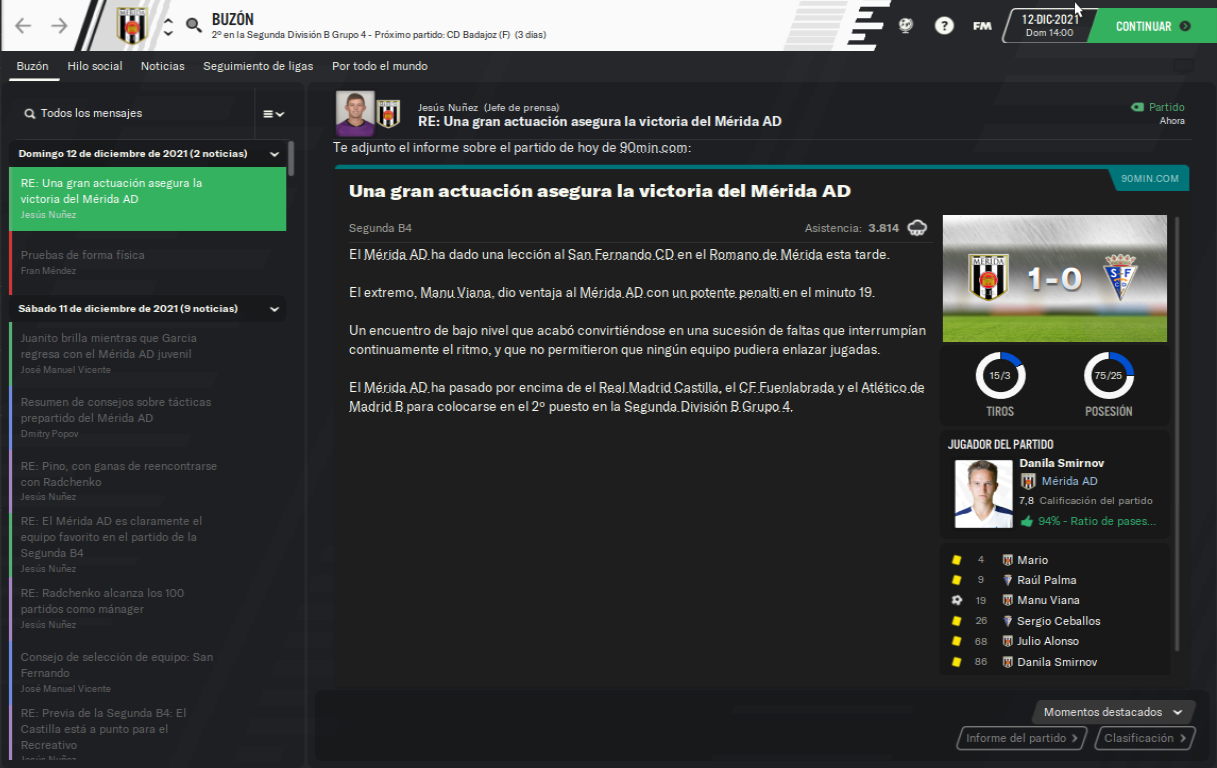 BUZÓN
2º en la Segunda División B Grupo 4 - Próximo partido: CD Badajoz (F) (3 días)
?
FM
12-DIC-2021
Dom 14:00
CONTINUAR
Buzón
Hilo social
Noticias
Seguimiento de ligas
Por todo el mundo
Todos los mensajes
Domingo 12 de diciembre de 2021 (2 noticias)
RE: Una gran actuación asegura la
victoria del Mérida AD
Jesús Nuñez
Pruebas de forma física
Fran Méndez
Sábado 11 de diciembre de 2021 (9 noticias)
Juanito brilla mientras que Garcia
regresa con el Mérida AD juvenil
José Manuel Vicente
Resumen de consejos sobre tácticas
prepartido del Mérida AD
Dmitry Popov
RE: Pino, con ganas de reencontrarse
con Radchenko
Jesús Nuñez
RE: El Mérida AD es claramente el
equipo favorito en el partido de la
Segunda B4
Jesús Nuñez
RE: Radchenko alcanza los 100
partidos como mánager
Jesús Nuñez
Consejo de selección de equipo: San
Fernando
José Manuel Vicente
RE: Previa de la Segunda B4: El
Castilla está a punto para el
Recreativo
Jesús Nuñez
Jesús Nuñez (Jefe de prensa)
RE: Una gran actuación asegura la victoria del Mérida AD
Partido
Ahora
Te adjunto el informe sobre el partido de hoy de 90min.com:
90MIN.COM
Una gran actuación asegura la victoria del Mérida AD
Segunda B4
Asistencia: 3.814
El Mérida AD ha dado una lección al San Fernando CD en el Romano de Mérida esta tarde.
El extremo, Manu Viana, dio ventaja al Mérida AD con un potente penalti en el minuto 19.
Un encuentro de bajo nivel que acabó convirtiéndose en una sucesión de faltas que interrumpían
continuamente el ritmo, y que no permitieron que ningún equipo pudiera enlazar jugadas.
El Mérida AD ha pasado por encima de el Real Madrid Castilla, el CF Fuenlabrada y el Atlético de
Madrid B para colocarse en el 2º puesto en la Segunda División B Grupo 4.
MÉRIDA
1-0
15/3
75/25
TIROS
POSESIÓN
JUGADOR DEL PARTIDO
Danila Smirnov
Mérida AD
7,8 Calificación del partido
94% - Ratio de pases...
4 Mario
9 Raúl Palma
19 Manu Viana
26 Sergio Ceballos
68 Julio Alonso
86 Danila Smirnov
Momentos destacados
Informe del partido
Clasificación